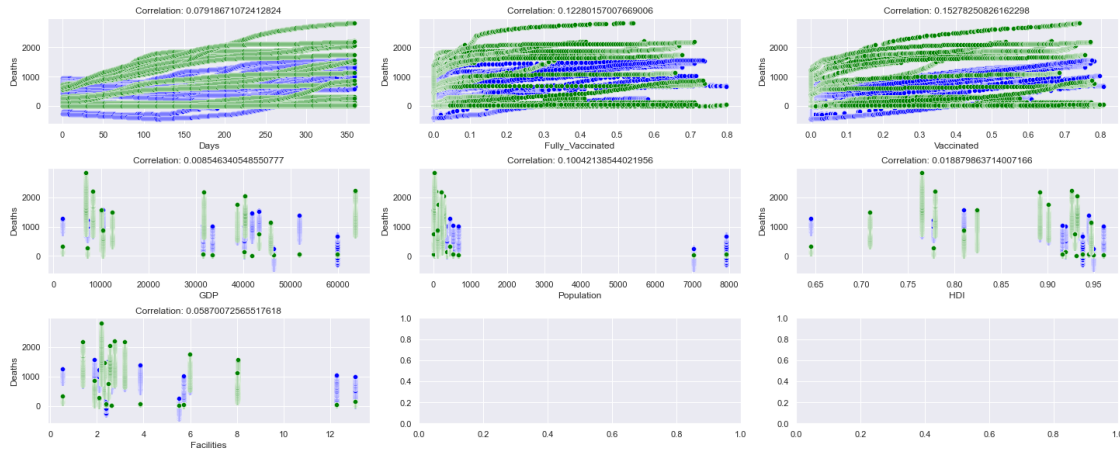 Correlation: 0.07918671072412824
Deaths
2000
1000
0
0 50 100 150 200 250 300 350
Days
Correlation: 0.12280157007669006
Deaths
2000
1000
0
0.0 0.1 0.2 0.3 0.4 0.5 0.6 0.7 0.8
Fully_Vaccinated
Correlation: 0.15278250826162298
Deaths
2000
1000
0
0.0 0.1 0.2 0.3 0.4 0.5 0.6 0.7 0.8
Vaccinated
Correlation: 0.008546340548550777
Deaths
2000
1000
0
0 10000 20000 30000 40000 50000 60000
GDP
Correlation: 0.10042138544021956
Deaths
2000
1000
0
0 1000 2000 3000 4000 5000 6000 7000 8000
Population
Correlation: 0.018879863714007166
Deaths
2000
1000
0
0.65 0.70 0.75 0.80 0.85 0.90 0.95
HDI
Correlation: 0.05870072565517618
Deaths
2000
1000
0
0 2 4 6 8 10 12
Facilities
1.0
0.8
0.6
0.4
0.2
0.0
0.0 0.2 0.4 0.6 0.8 1.0
1.0
0.8
0.6
0.4
0.2
0.0
0.0 0.2 0.4 0.6 0.8 1.0